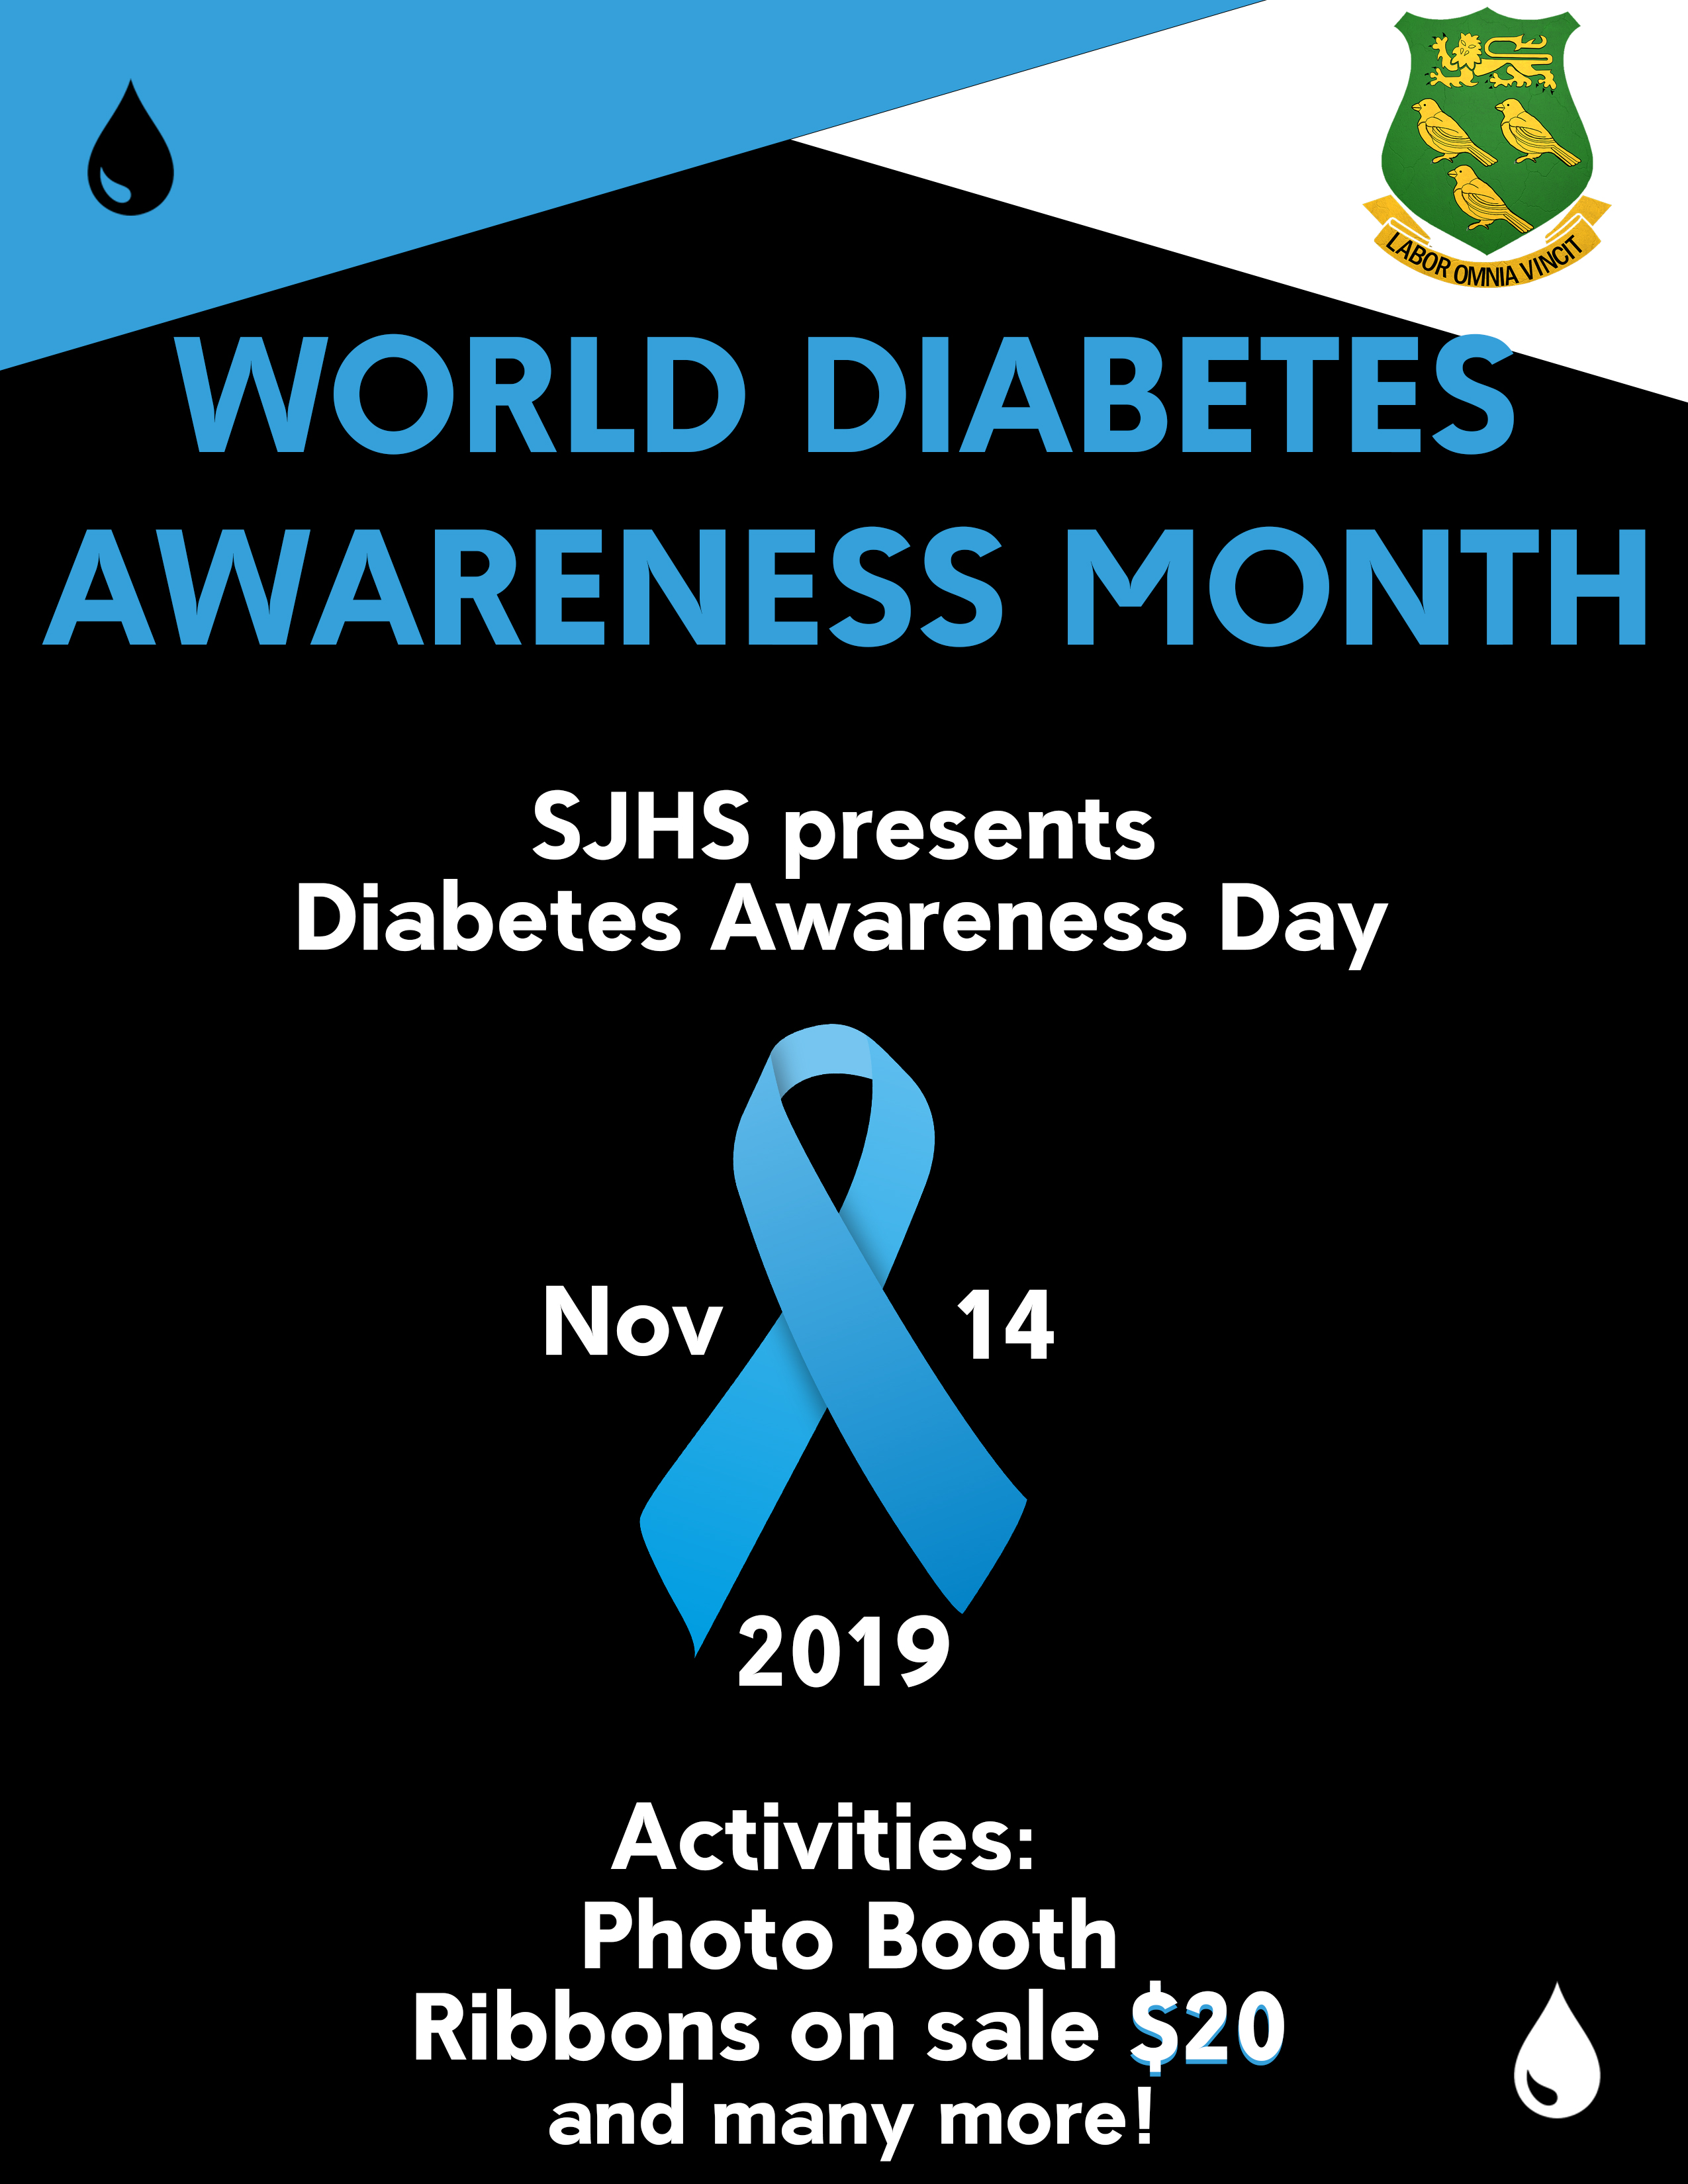 LABOR OMNIA VINCIT
WORLD DIABETES
AWARENESS MONTH
SJHS presents
Diabetes Awareness Day
Nov 14
2019
Activities:
Photo Booth
Ribbons on sale $20
and many more!